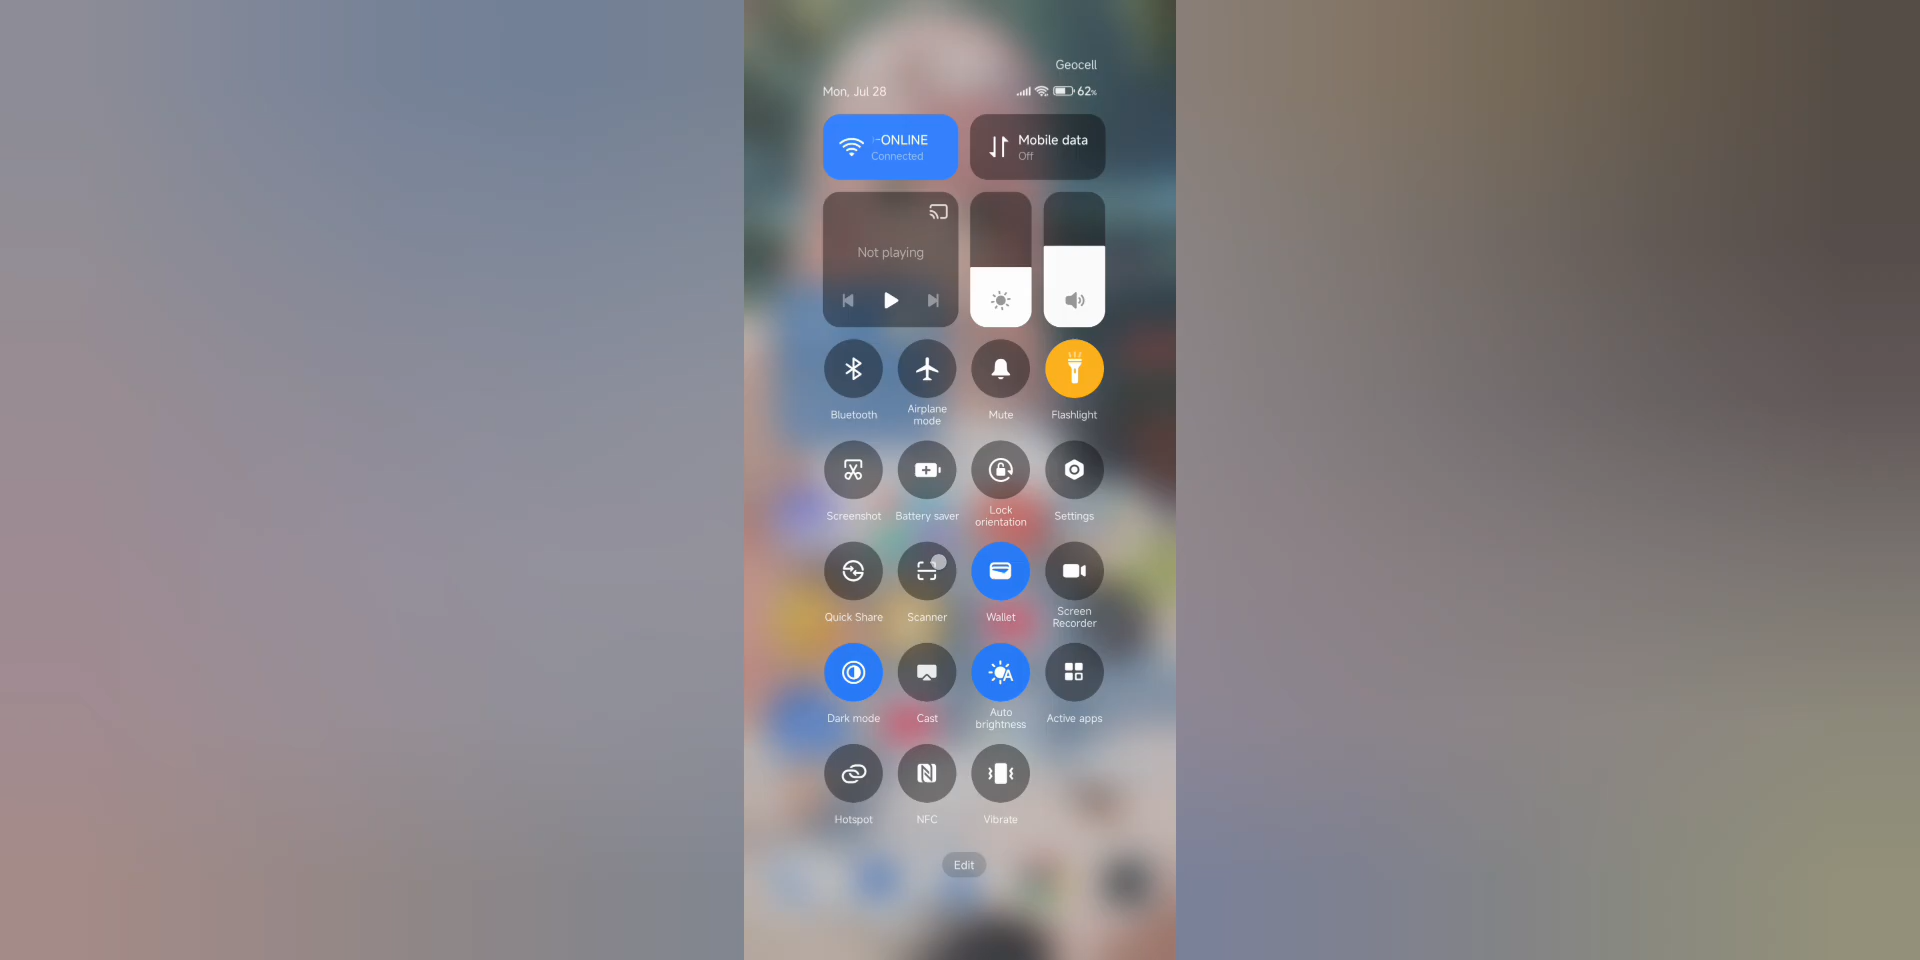 Geocell
Mon, Jul 28
62%
-ONLINE
Connected
Mobile data
Off
Not playing
Bluetooth
Airplane
mode
Mute
Flashlight
Screenshot
Battery saver
Lock
orientation
Settings
Quick Share
Scanner
Wallet
Screen
Recorder
Dark mode
Cast
A
Auto
brightness
Active apps
Hotspot
NFC
Vibrate
Edit